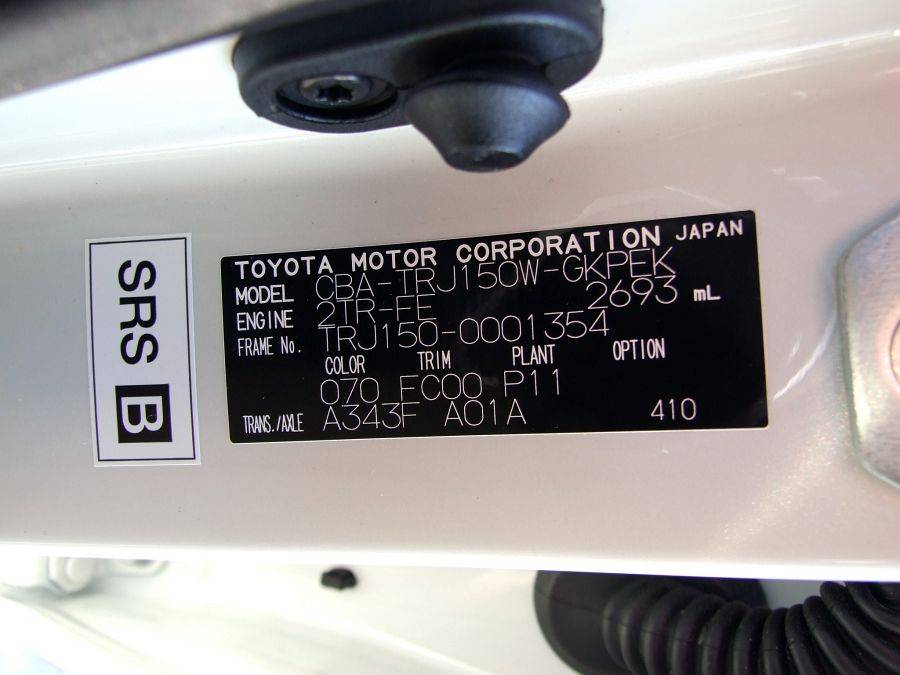 SRS B
TOYOTA MOTOR CORPORATION JAPAN
MODEL CBA-TRJ150W-GKPEK
ENGINE 2TR-FE 2693 mL
FRAME No. TRJ150-0001354
COLOR TRIM PLANT OPTION
070 FC00 P11
TRANS./AXLE A343F A01A 410